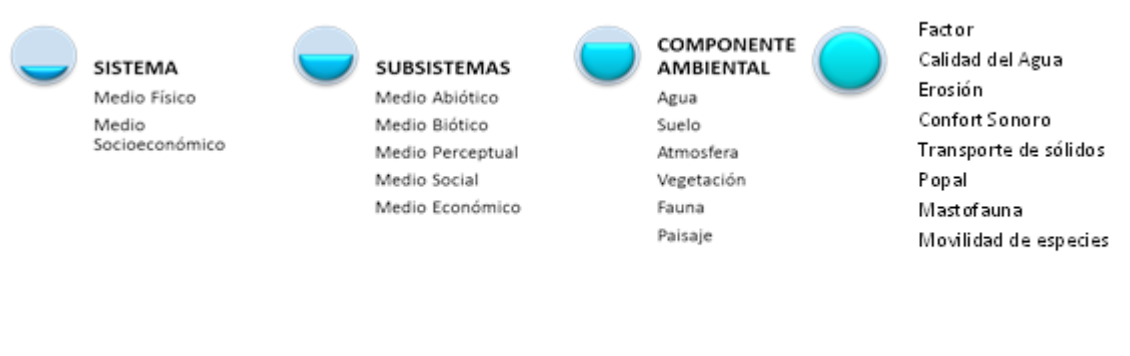 SISTEMA
Medio Físico
Medio
Socioeconómico
SUBSISTEMAS
Medio Abiótico
Medio Biótico
Medio Perceptual
Medio Social
Medio Económico
COMPONENTE
AMBIENTAL
Agua
Suelo
Atmosfera
Vegetación
Fauna
Paisaje
Factor
Calidad del Agua
Erosión
Confort Sonoro
Transporte de sólidos
Popal
Mastofauna
Movilidad de especies